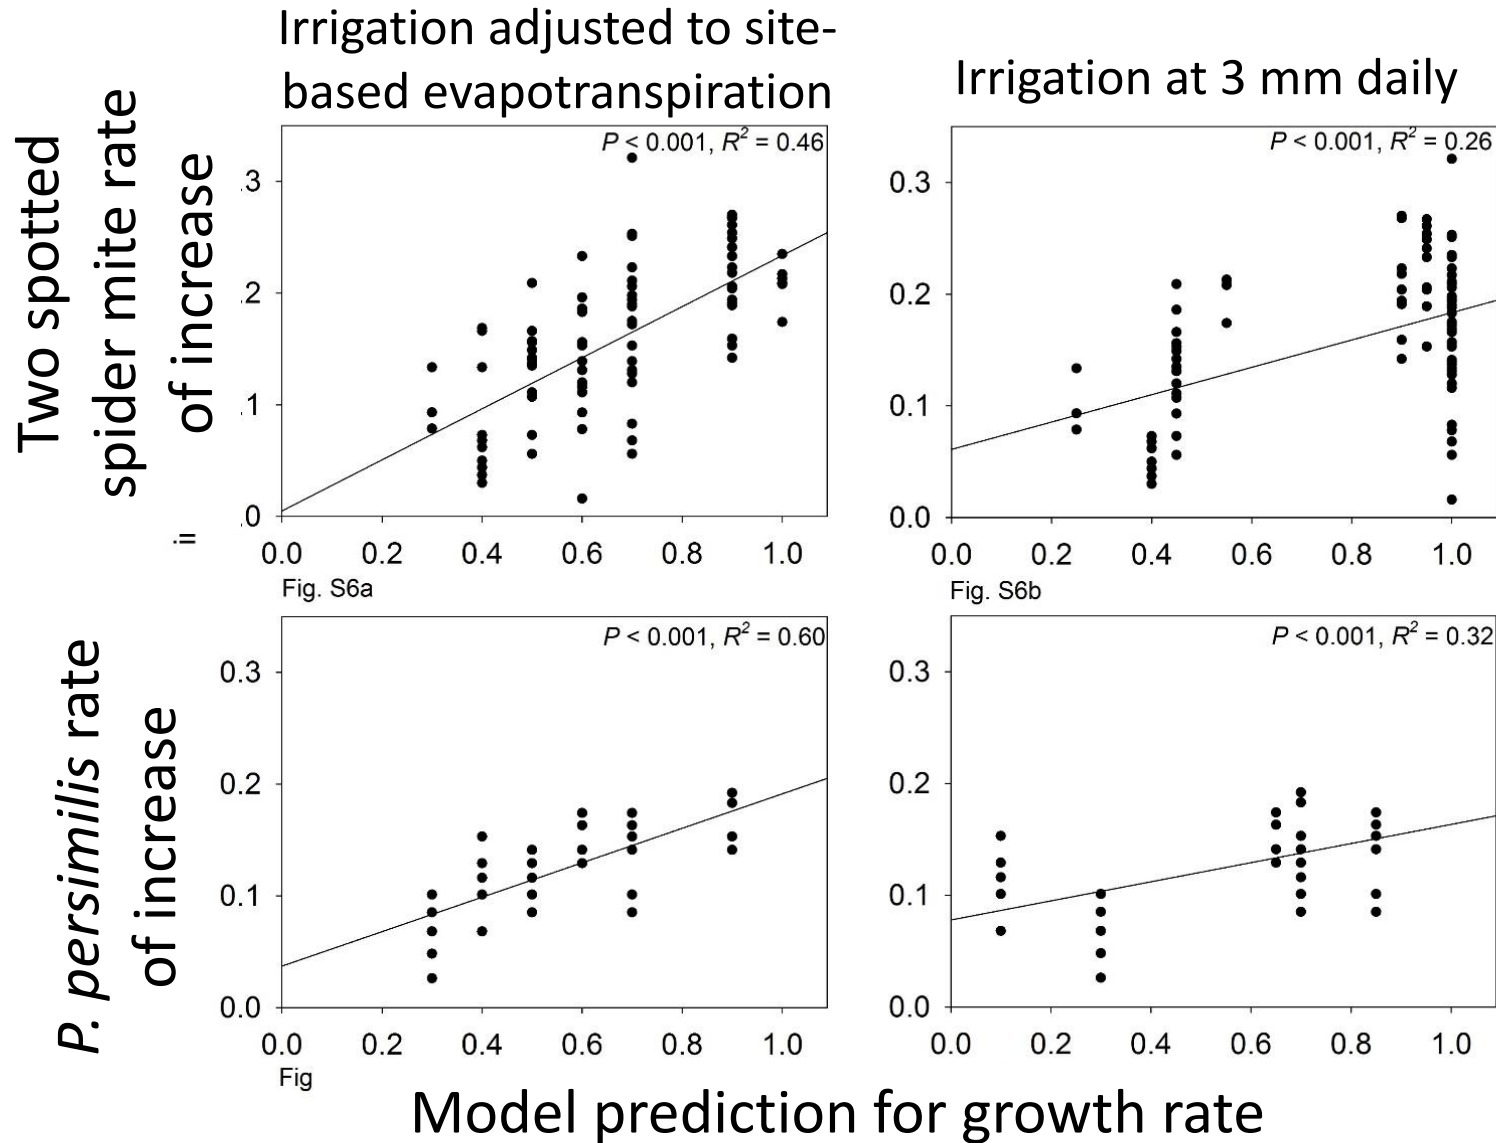 Irrigation adjusted to site-
based evapotranspiration
Irrigation at 3 mm daily
Two spotted
spider mite rate
of increase
P < 0.001, R² = 0.46
.3
.2
.1
.0
0.0 0.2 0.4 0.6 0.8 1.0
Fig. S6a
P < 0.001, R² = 0.26
0.3
0.2
0.1
0.0
0.0 0.2 0.4 0.6 0.8 1.0
Fig. S6b
P. persimilis rate
of increase
P < 0.001, R² = 0.60
0.3
0.2
0.1
0.0
0.0 0.2 0.4 0.6 0.8 1.0
Fig
P < 0.001, R² = 0.32
0.3
0.2
0.1
0.0
0.0 0.2 0.4 0.6 0.8 1.0
Model prediction for growth rate